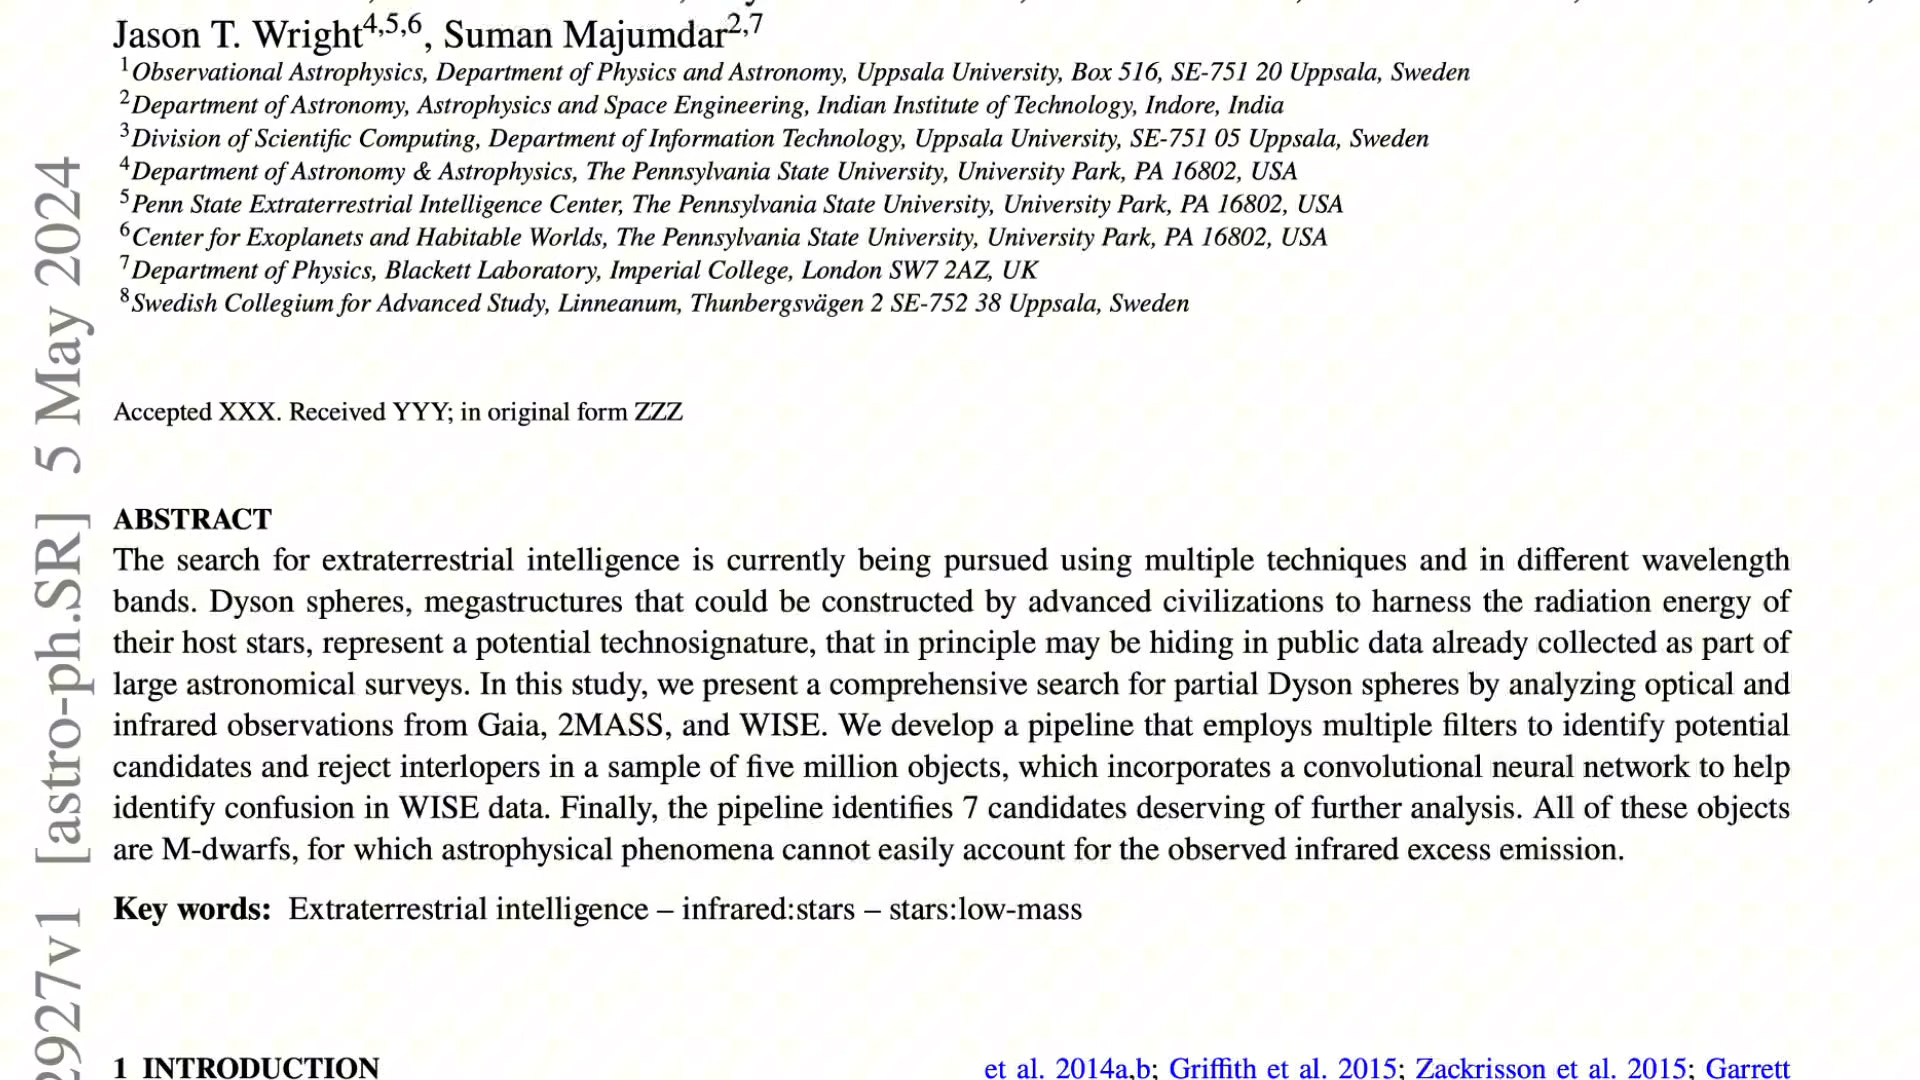 Jason T. Wright4,5,6, Suman Majumdar2,7
1Observational Astrophysics, Department of Physics and Astronomy, Uppsala University, Box 516, SE-751 20 Uppsala, Sweden
2Department of Astronomy, Astrophysics and Space Engineering, Indian Institute of Technology, Indore, India
3Division of Scientific Computing, Department of Information Technology, Uppsala University, SE-751 05 Uppsala, Sweden
4Department of Astronomy & Astrophysics, The Pennsylvania State University, University Park, PA 16802, USA
5Penn State Extraterrestrial Intelligence Center, The Pennsylvania State University, University Park, PA 16802, USA
6Center for Exoplanets and Habitable Worlds, The Pennsylvania State University, University Park, PA 16802, USA
7Department of Physics, Blackett Laboratory, Imperial College, London SW7 2AZ, UK
8Swedish Collegium for Advanced Study, Linneanum, Thunbergsvägen 2 SE-752 38 Uppsala, Sweden
Accepted XXX. Received YYY; in original form ZZZ
ABSTRACT
The search for extraterrestrial intelligence is currently being pursued using multiple techniques and in different wavelength
bands. Dyson spheres, megastructures that could be constructed by advanced civilizations to harness the radiation energy of
their host stars, represent a potential technosignature, that in principle may be hiding in public data already collected as part of
large astronomical surveys. In this study, we present a comprehensive search for partial Dyson spheres by analyzing optical and
infrared observations from Gaia, 2MASS, and WISE. We develop a pipeline that employs multiple filters to identify potential
candidates and reject interlopers in a sample of five million objects, which incorporates a convolutional neural network to help
identify confusion in WISE data. Finally, the pipeline identifies 7 candidates deserving of further analysis. All of these objects
are M-dwarfs, for which astrophysical phenomena cannot easily account for the observed infrared excess emission.
Key words: Extraterrestrial intelligence – infrared:stars – stars:low-mass
1 INTRODUCTION
et al. 2014a,b; Griffith et al. 2015; Zackrisson et al. 2015; Garrett
2927v1 [astro-ph.SR] 5 May 2024